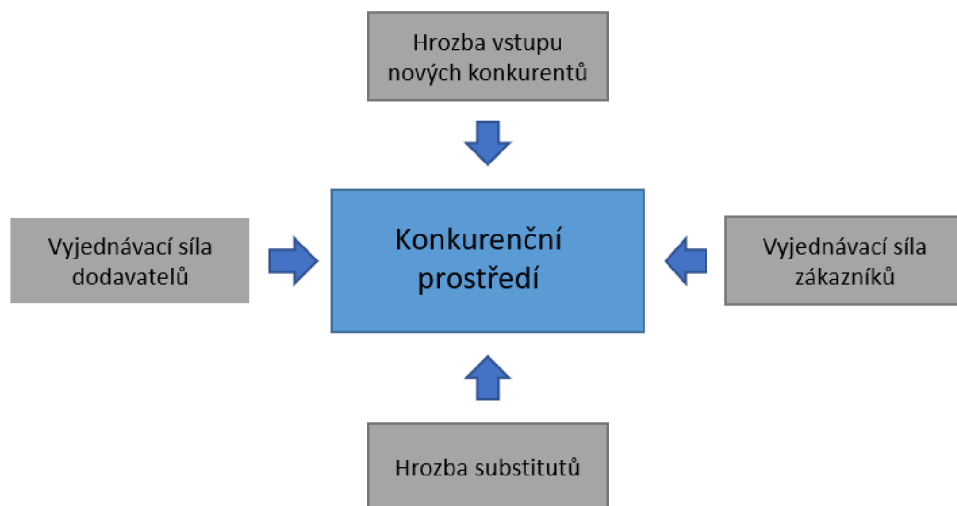 Hrozba vstupu
nových konkurentů
Vyjednávací síla
dodavatelů
Konkurenční
prostředí
Vyjednávací síla
zákazníků
Hrozba substitutů